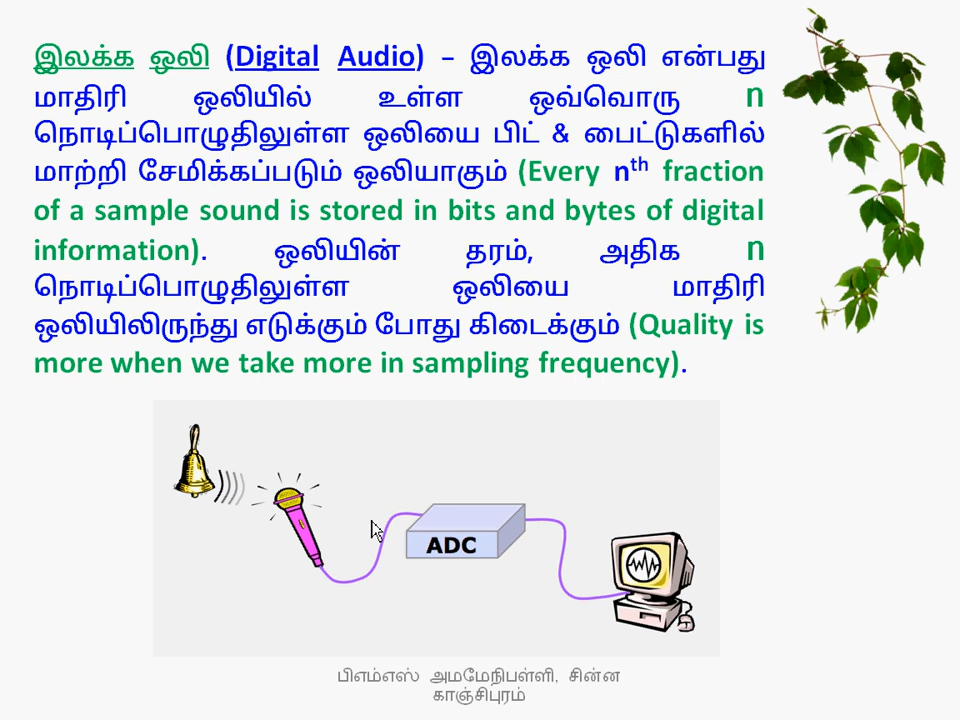 இலக்க ஒலி (Digital Audio) – இலக்க ஒலி என்பது
மாதிரி ஒலியில் உள்ள ஒவ்வொரு n
நொடிப்பொழுதிலுள்ள ஒலியை பிட் & பைட்டுகளில்
மாற்றி சேமிக்கப்படும் ஒலியாகும் (Every nth fraction
of a sample sound is stored in bits and bytes of digital
information). ஒலியின் தரம், அதிக n
நொடிப்பொழுதிலுள்ள ஒலியை மாதிரி
ஒலியிலிருந்து எடுக்கும் போது கிடைக்கும் (Quality is
more when we take more in sampling frequency).
ADC
பிஎம்எஸ் அமமேநிபள்ளி, சின்ன
காஞ்சிபுரம்